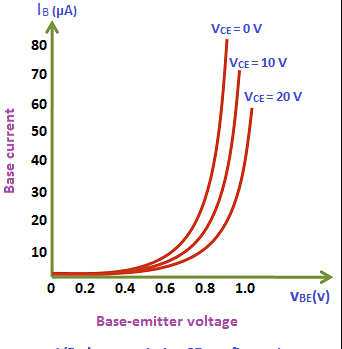 IB (μA)
VCE = 0 V
80
VCE = 10 V
70
VCE = 20 V
60
50
Base current
40
30
20
10
0 0.2 0.4 0.6 0.8 1.0
VBE(v)
Base-emitter voltage